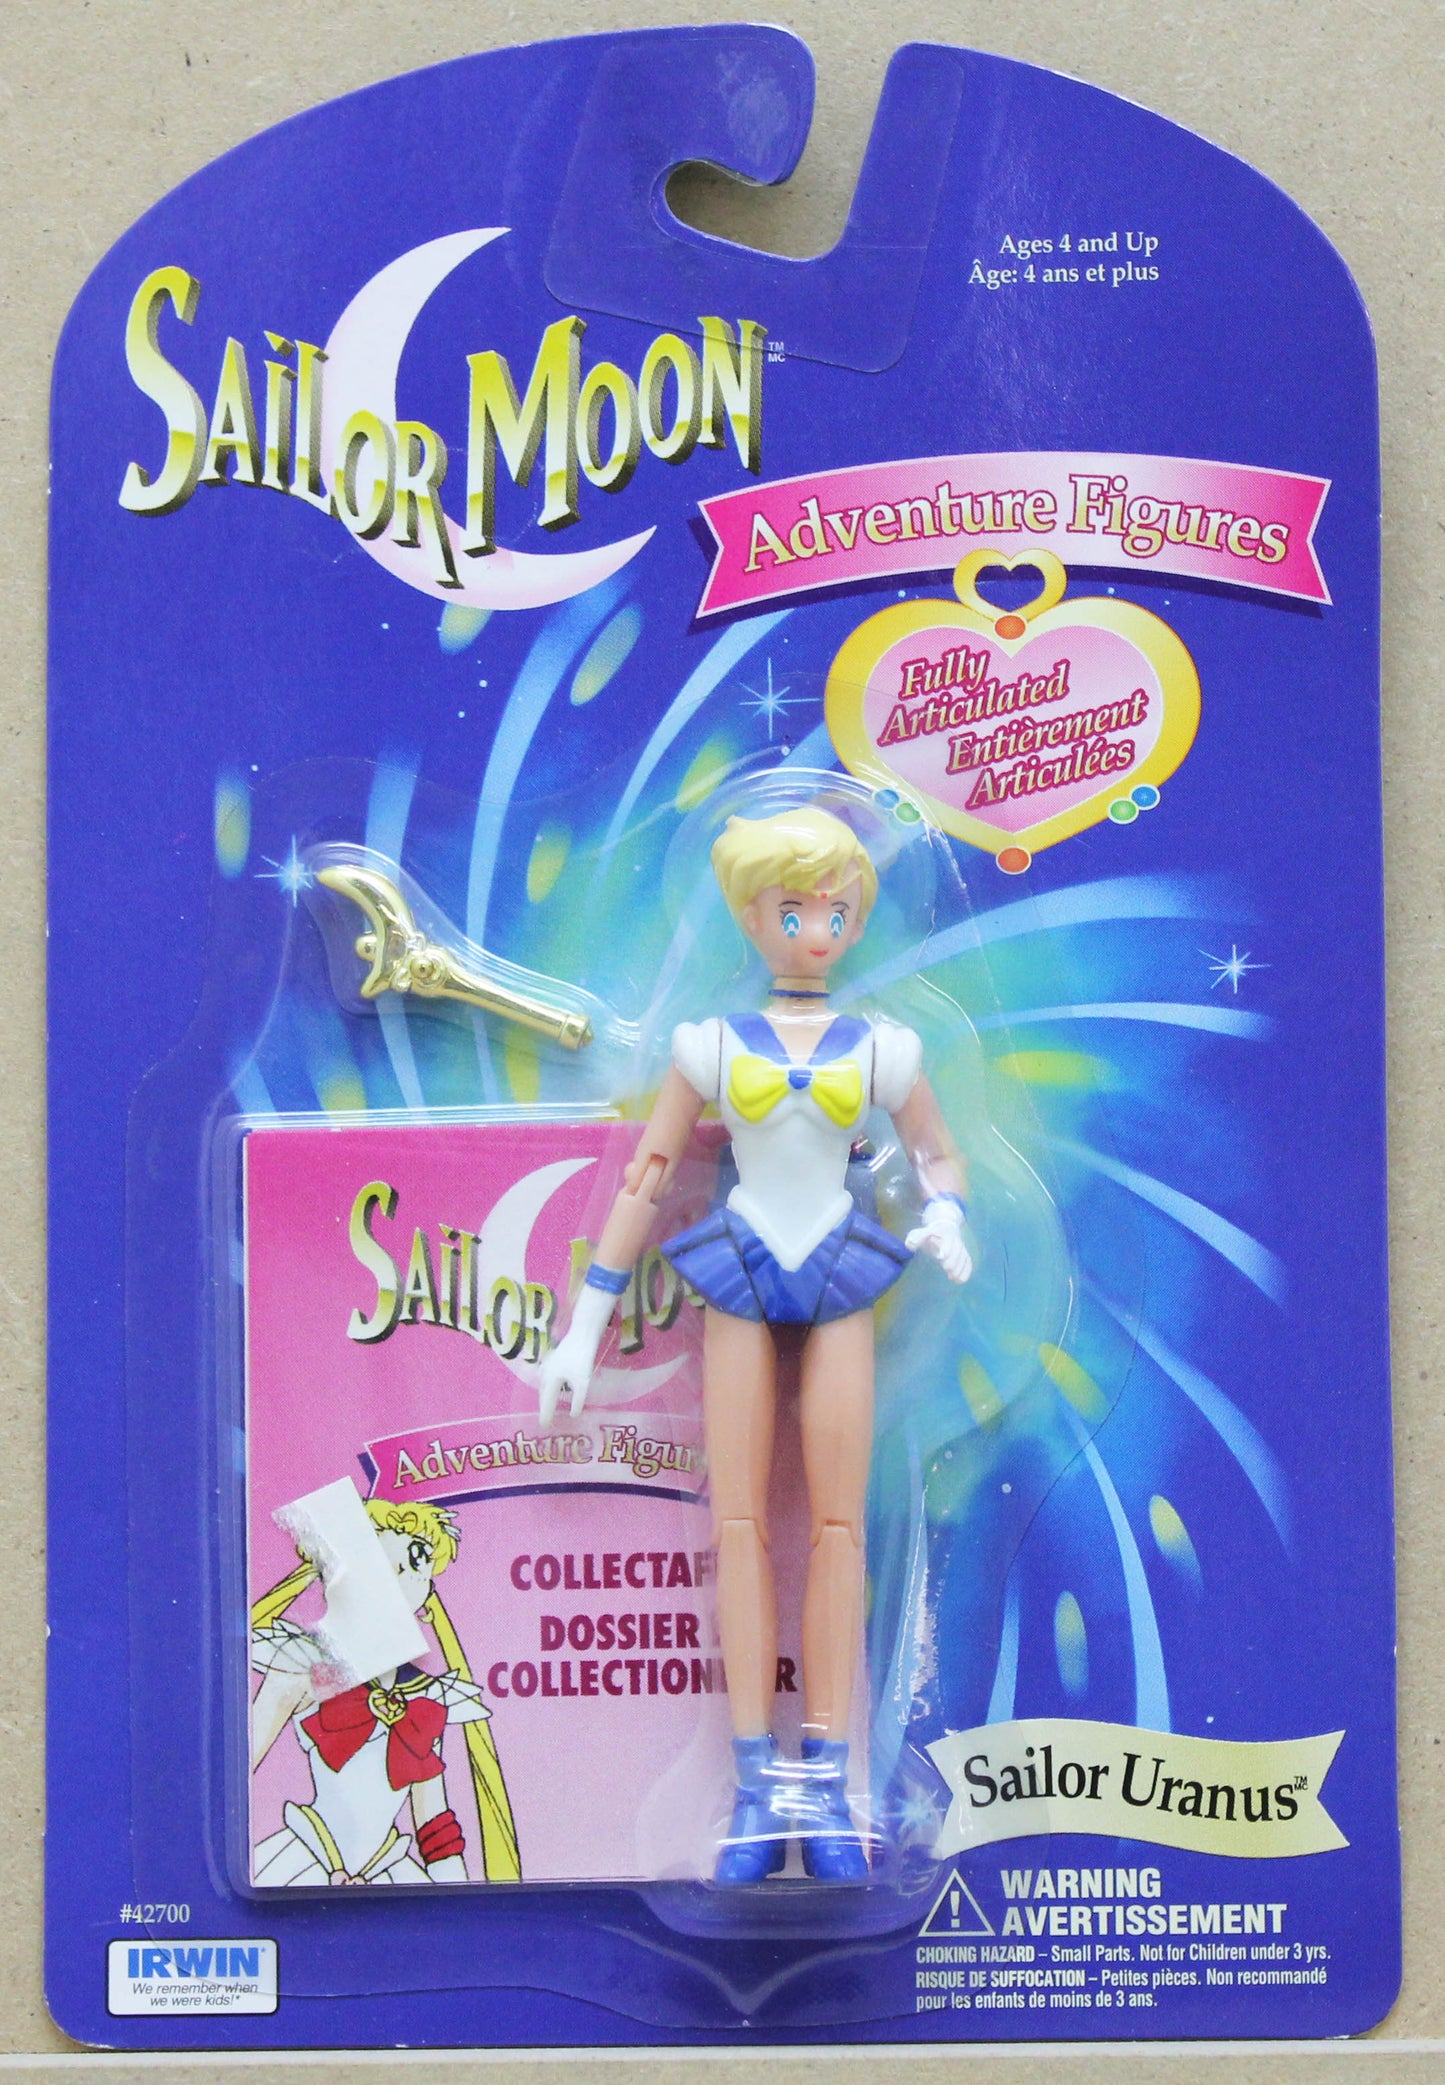 Ages 4 and Up
Âge: 4 ans et plus
SAILOR MOON
TM
MC
Adventure Figures
Fully
Articulated
Entièrement
Articulées
SAILOR
Adventure
COLLECTION
DOSSIER
Sailor Uranus
TM
MC
WARNING
AVERTISSEMENT
CHOKING HAZARD – Small Parts. Not for Children under 3 yrs.
RISQUE DE SUFFOCATION – Petites pièces. Non recommandé
pour les enfants de moins de 3 ans.
#42700
IRWIN*
We remember when
we were kids!*